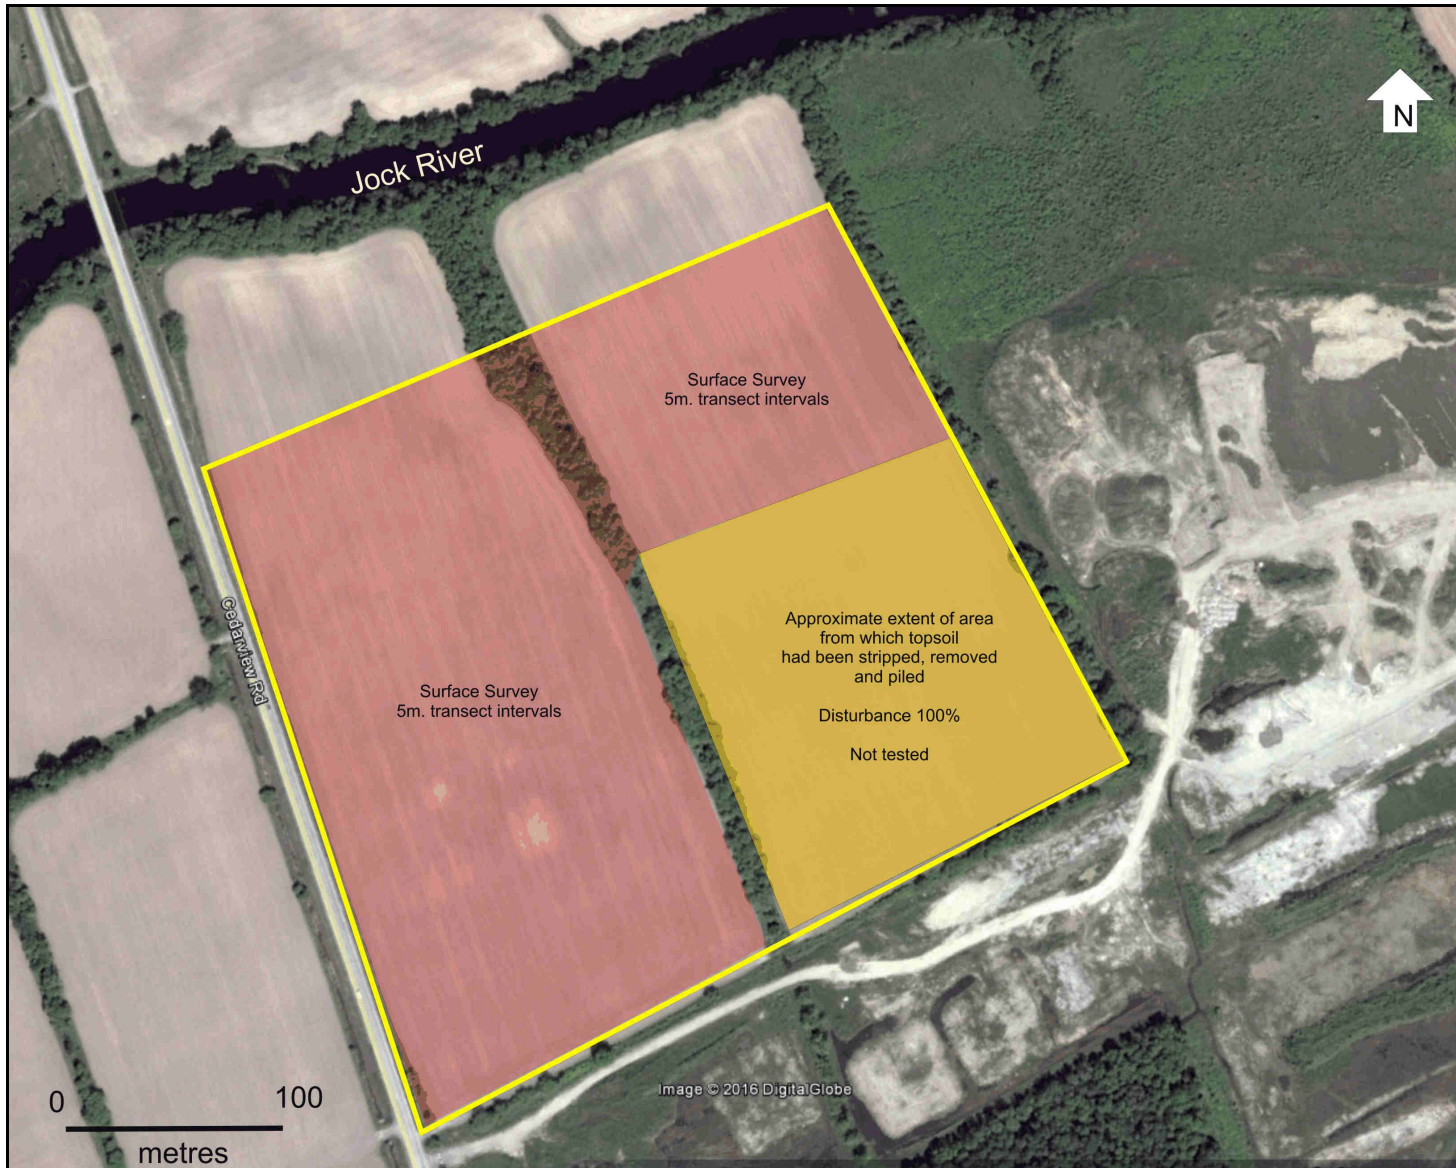 N
Jock River
Surface Survey
5m. transect intervals
Approximate extent of area
from which topsoil
had been stripped, removed
and piled
Disturbance 100%
Not tested
Cedarview Rd
Surface Survey
5m. transect intervals
Image © 2016 DigitalGlobe
0 100
metres